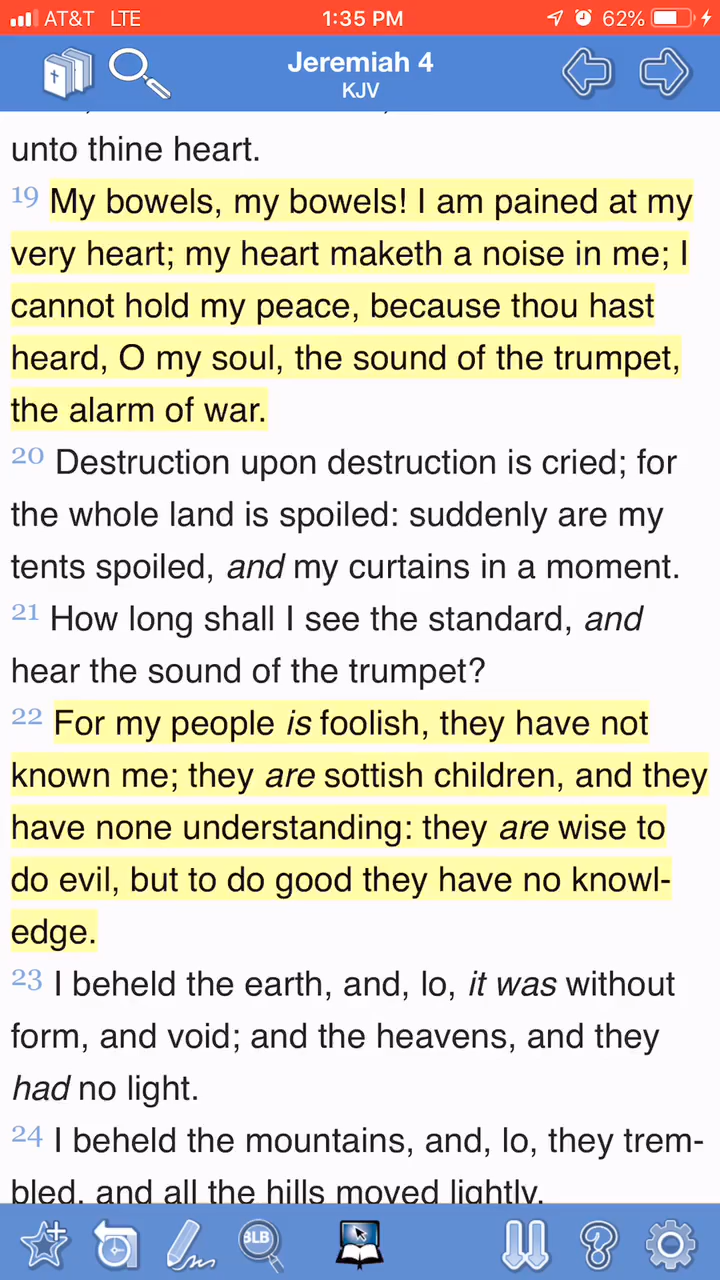 AT&T LTE 1:35 PM 62%
Jeremiah 4
KJV
unto thine heart.
19 My bowels, my bowels! I am pained at my
very heart; my heart maketh a noise in me; I
cannot hold my peace, because thou hast
heard, O my soul, the sound of the trumpet,
the alarm of war.
20 Destruction upon destruction is cried; for
the whole land is spoiled: suddenly are my
tents spoiled, and my curtains in a moment.
21 How long shall I see the standard, and
hear the sound of the trumpet?
22 For my people is foolish, they have not
known me; they are sottish children, and they
have none understanding: they are wise to
do evil, but to do good they have no knowl-
edge.
23 I beheld the earth, and, lo, it was without
form, and void; and the heavens, and they
had no light.
24 I beheld the mountains, and, lo, they trem-
bled, and all the hills moved lightly.
BLB